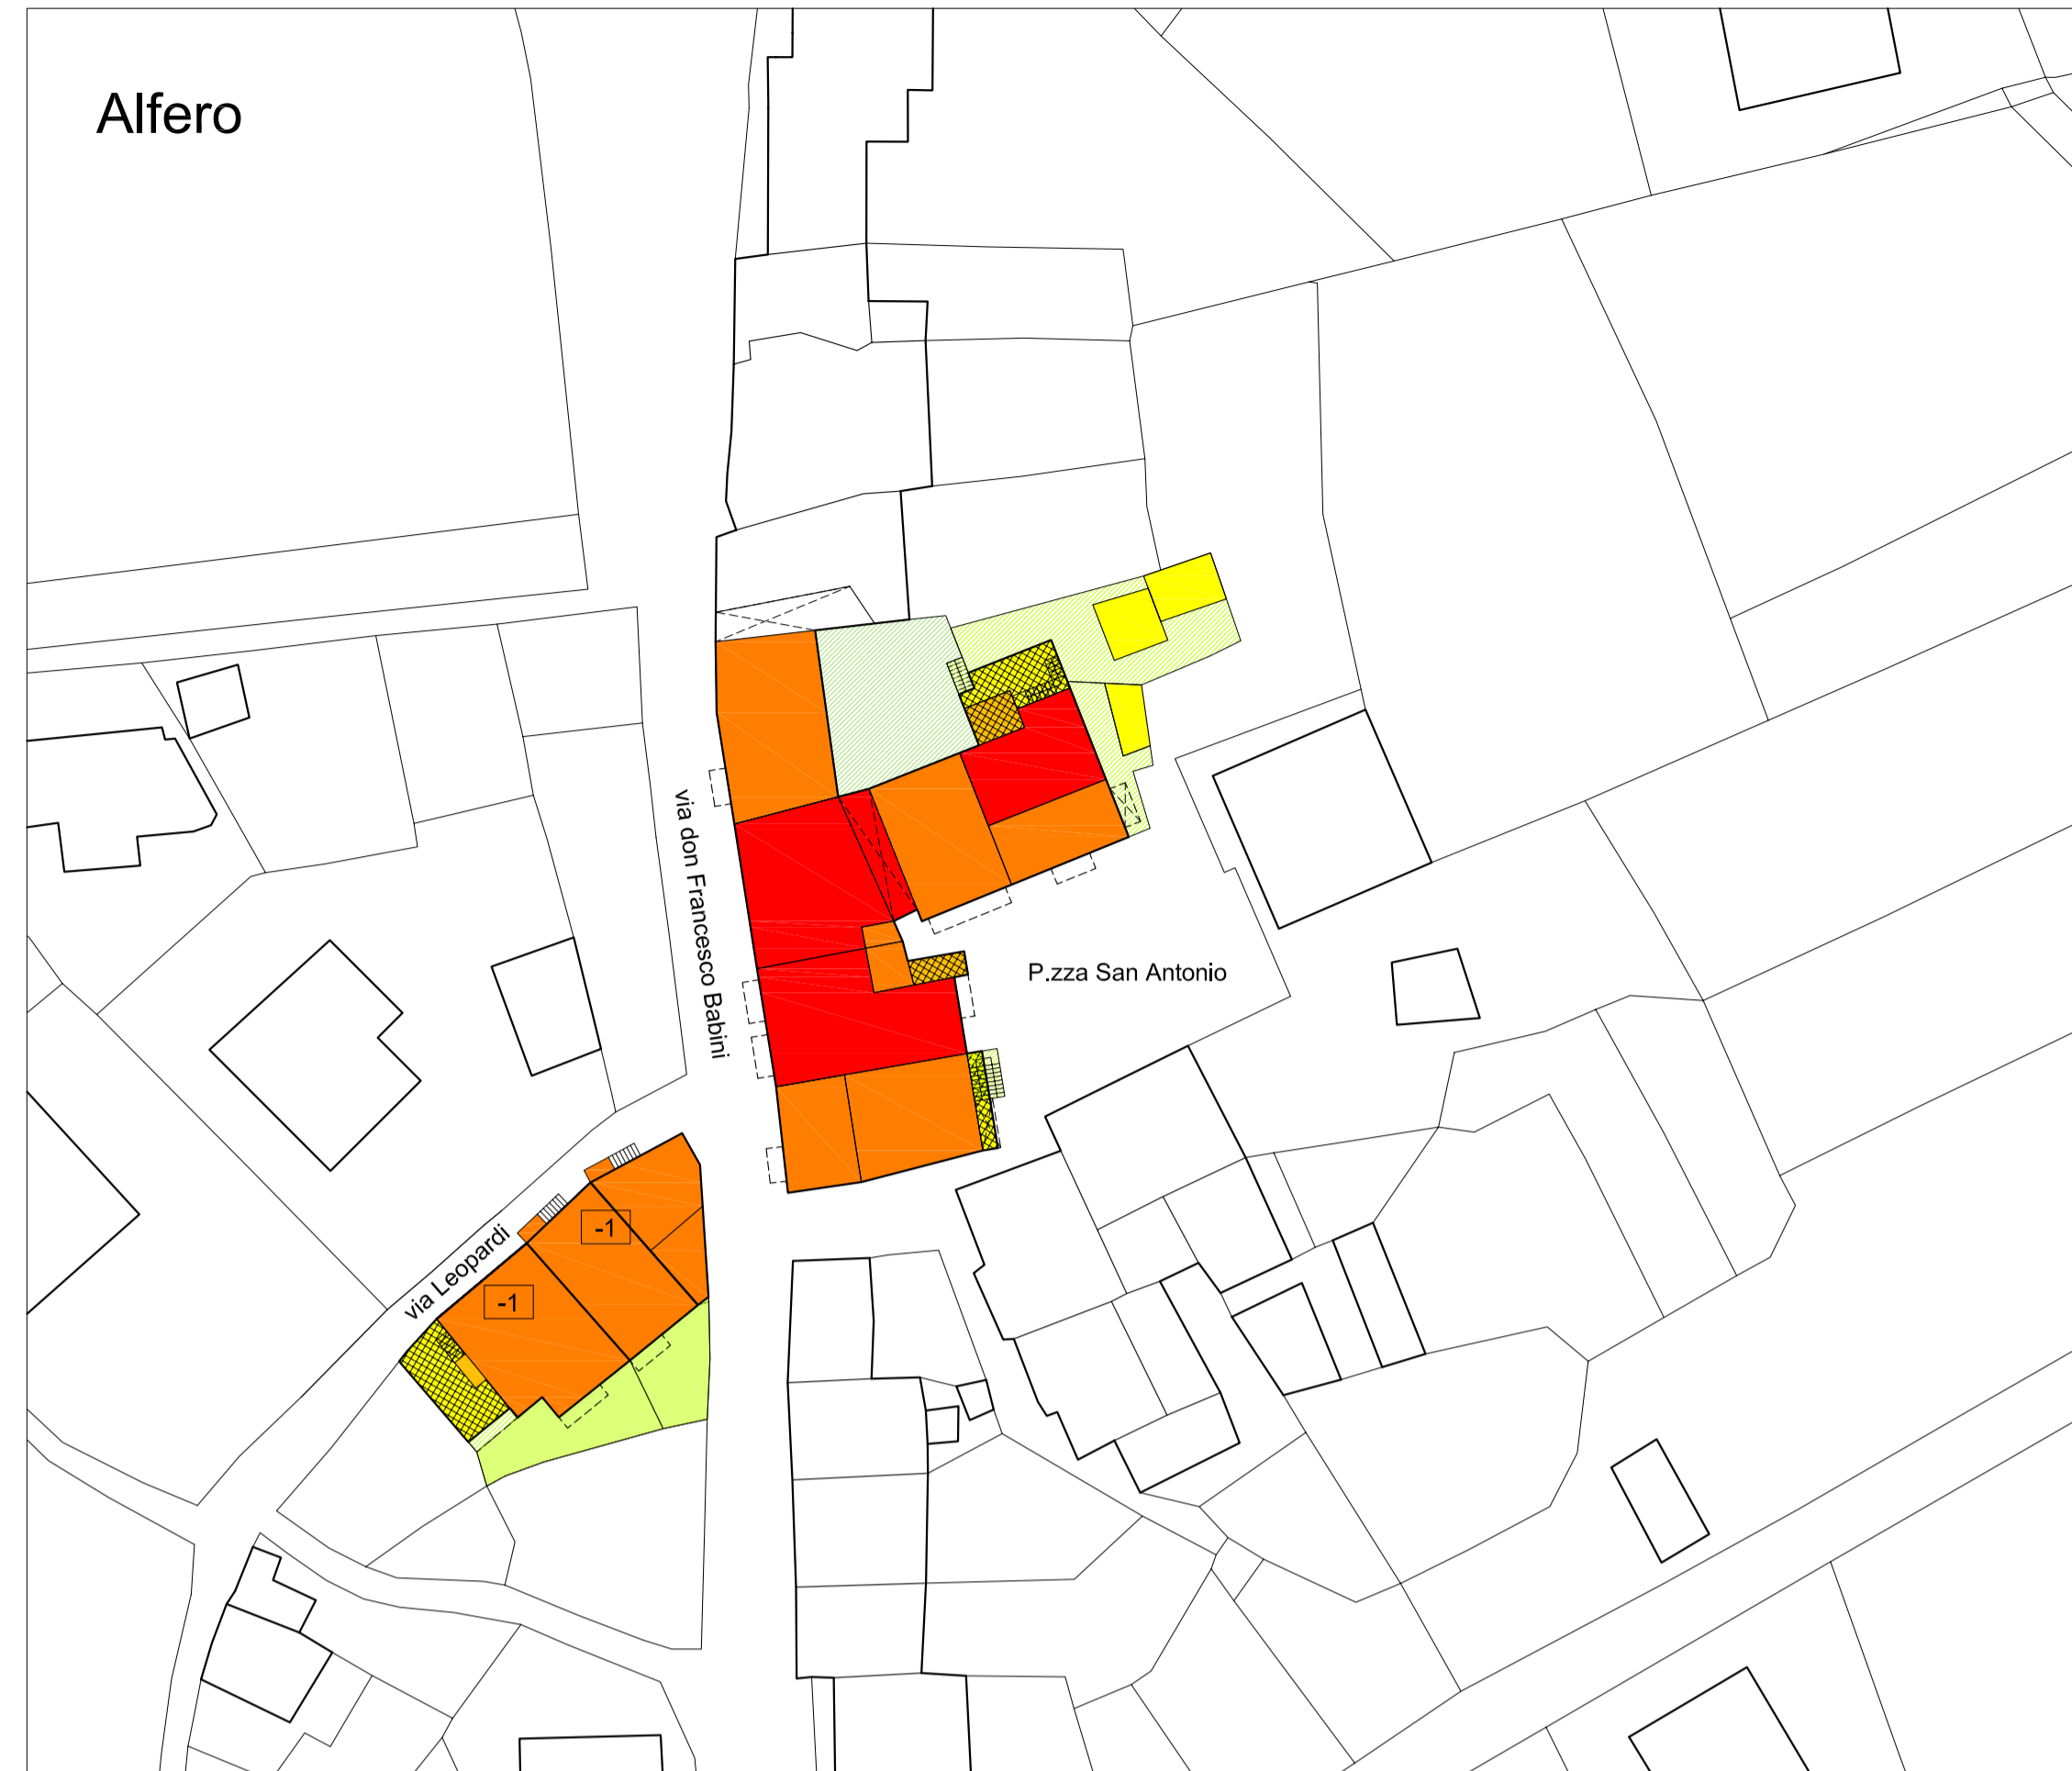 Alfero
via don Francesco Babini
P.zza San Antonio
-1
via Leopardi
-1